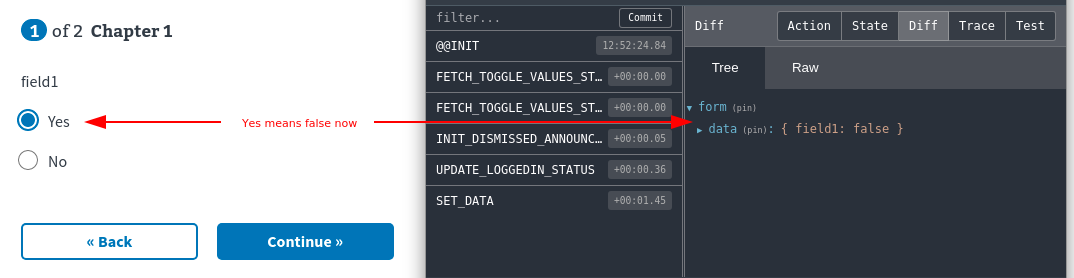 1 of 2 Chapter 1
field1
Yes
No
« Back
Continue »
Yes means false now
filter...
Commit
@@INIT
12:52:24.84
FETCH_TOGGLE_VALUES_ST…
+00:00.00
FETCH_TOGGLE_VALUES_ST…
+00:00.00
INIT_DISMISSED_ANNOUNC…
+00:00.05
UPDATE_LOGGEDIN_STATUS
+00:00.36
SET_DATA
+00:01.45
Diff
Action State Diff Trace Test
Tree Raw
▼ form (pin)
▶ data (pin): { field1: false }